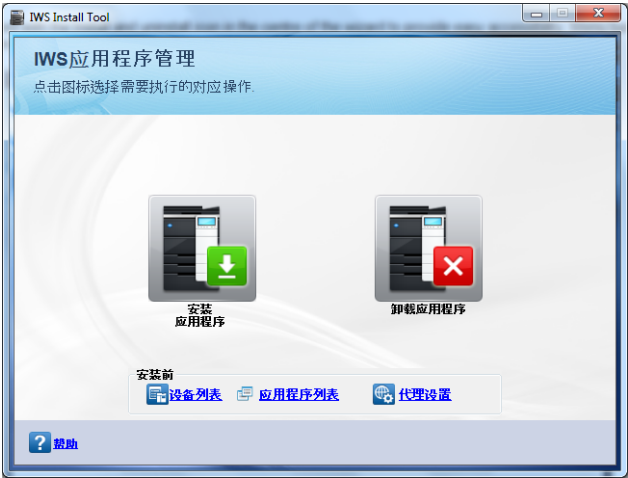 IWS Install Tool
IWS应用程序管理
点击图标选择需要执行的对应操作.
安装
应用程序
卸载应用程序
安装前
设备列表
应用程序列表
代理设置
帮助